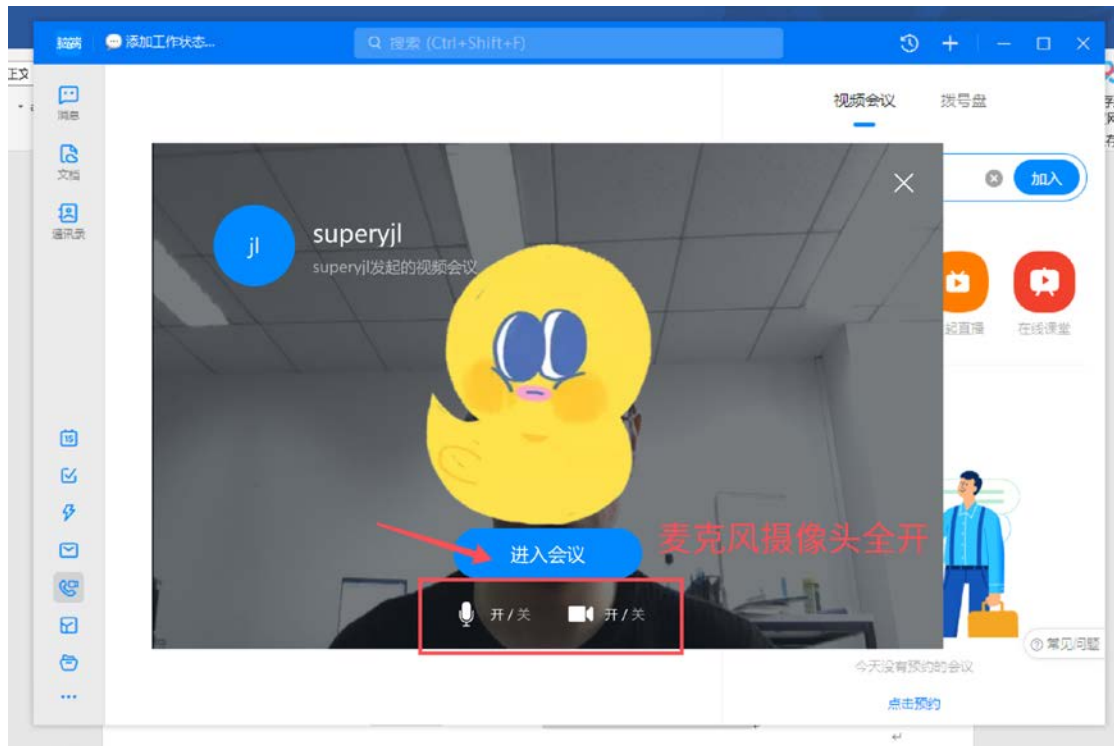 添加工作状态...
搜索 (Ctrl+Shift+F)
正文
消息
文档
通讯录
15
视频会议
拨号盘
加入
jl
superyjl
superyjl发起的视频会议
起直播
在线课堂
麦克风摄像头全开
进入会议
开/关
开/关
常见问题
今天没有预约的会议
点击预约